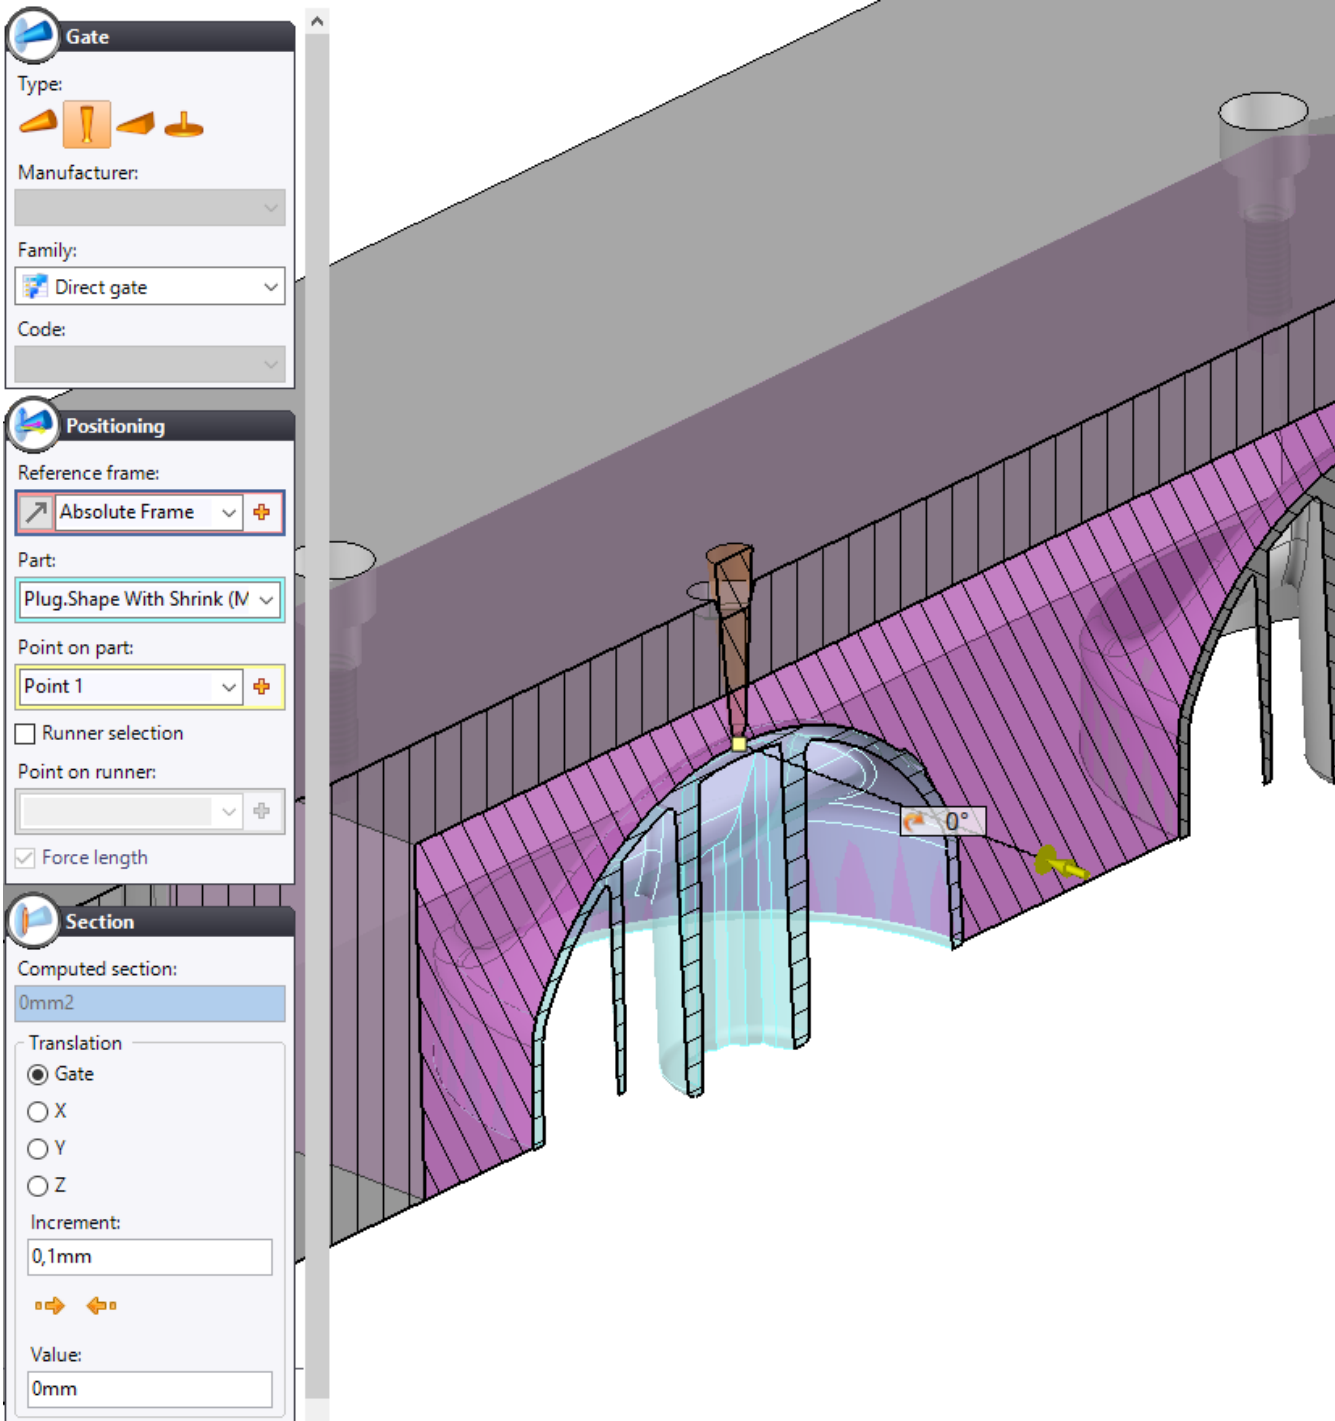 Gate
Type:
Manufacturer:
Family:
Direct gate
Code:
Positioning
Reference frame:
Absolute Frame
Part:
Plug.Shape With Shrink (M
Point on part:
Point 1
Runner selection
Point on runner:
Force length
Section
Computed section:
0mm2
Translation
Gate
X
Y
Z
Increment:
0,1mm
Value:
0mm
0°